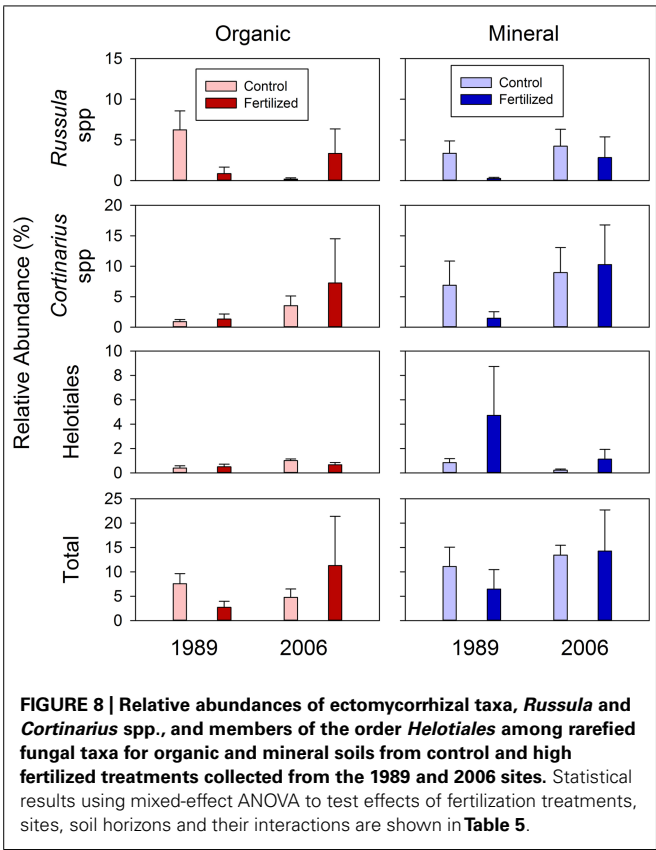 Organic
Mineral
Relative Abundance (%)
Russula
spp
15
10
5
0
Control
Fertilized
Control
Fertilized
Cortinarius
spp
20
15
10
5
0
Helotiales
10
8
6
4
2
0
Total
25
20
15
10
5
0
1989 2006
1989 2006
FIGURE 8 | Relative abundances of ectomycorrhizal taxa, Russula and
Cortinarius spp., and members of the order Helotiales among rarefied
fungal taxa for organic and mineral soils from control and high
fertilized treatments collected from the 1989 and 2006 sites. Statistical
results using mixed-effect ANOVA to test effects of fertilization treatments,
sites, soil horizons and their interactions are shown in Table 5.